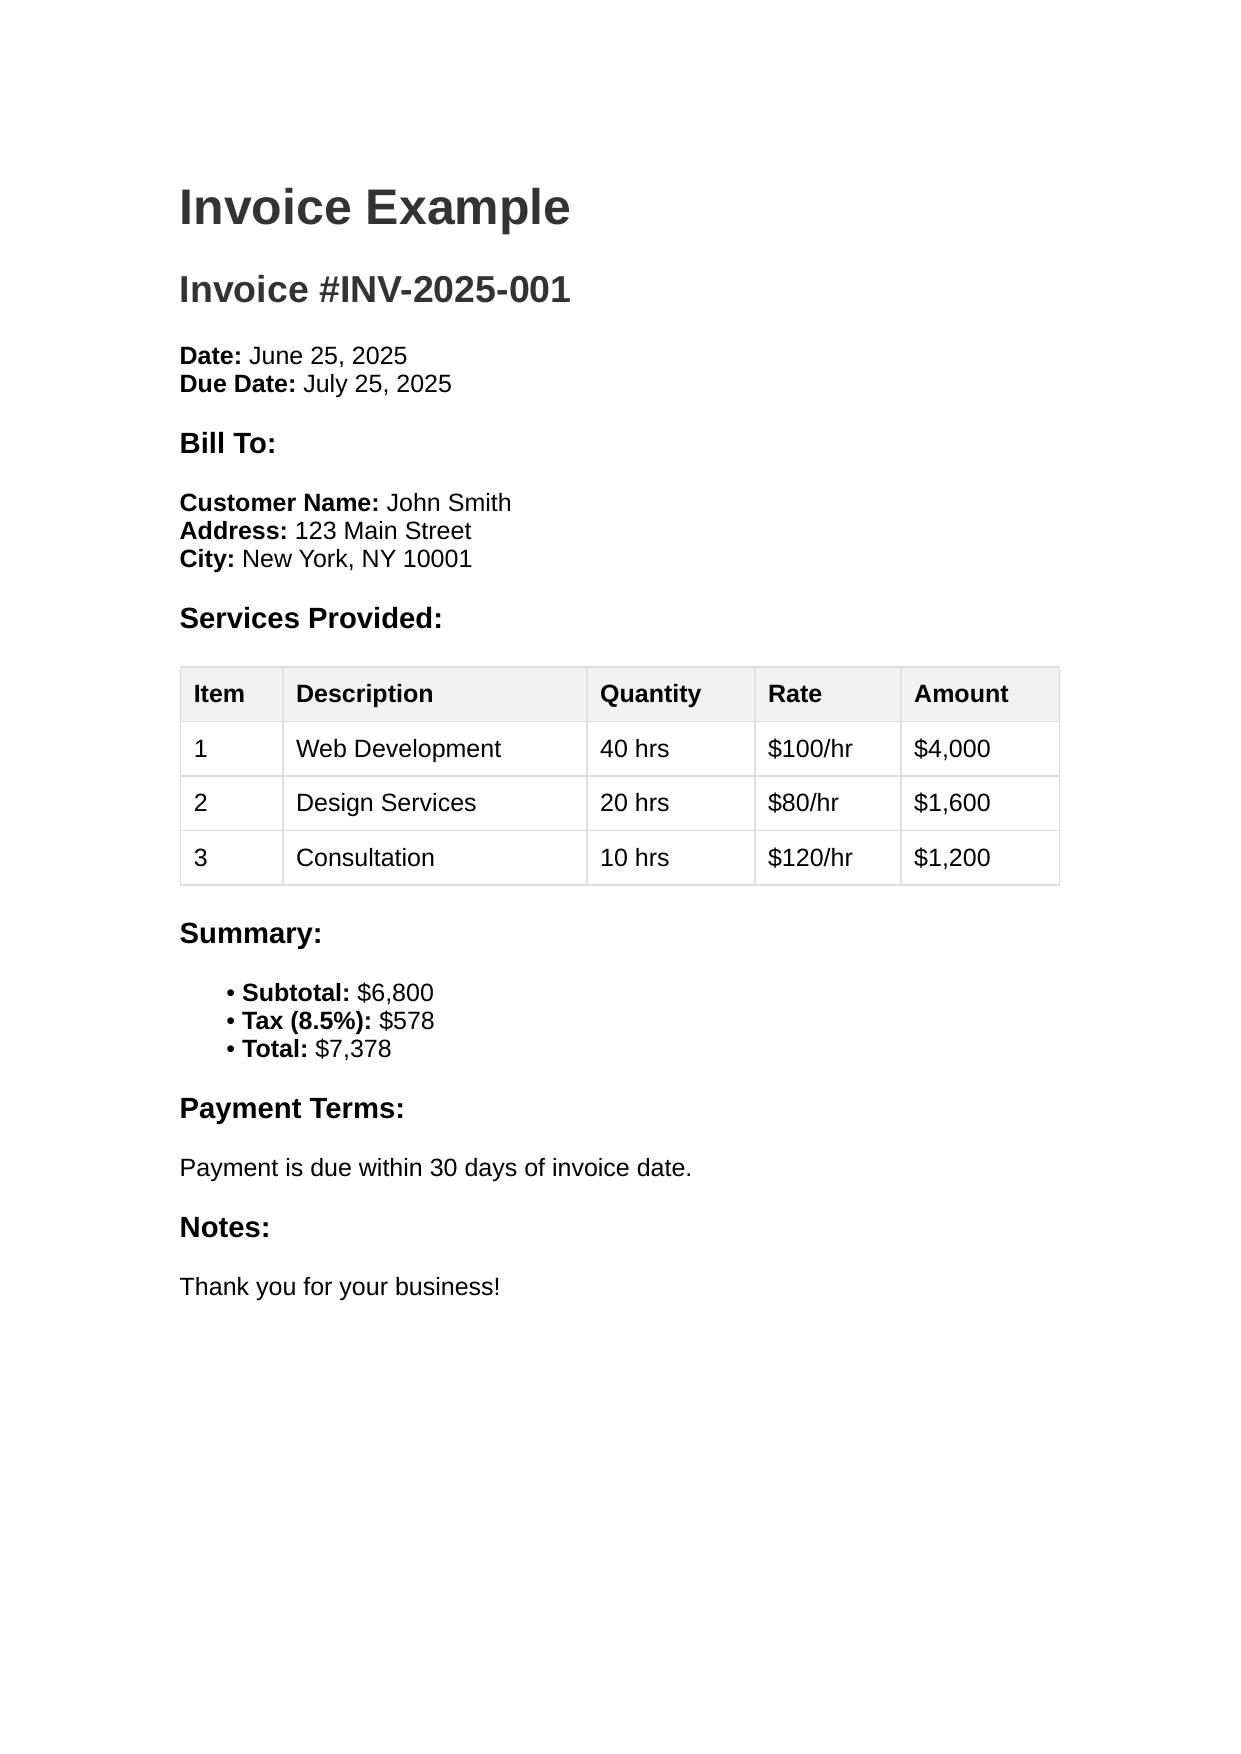 Invoice Example
Invoice #INV-2025-001
Date: June 25, 2025
Due Date: July 25, 2025
Bill To:
Customer Name: John Smith
Address: 123 Main Street
City: New York, NY 10001
Services Provided:
Item Description Quantity Rate Amount
1 Web Development 40 hrs $100/hr $4,000
2 Design Services 20 hrs $80/hr $1,600
3 Consultation 10 hrs $120/hr $1,200
Summary:
• Subtotal: $6,800
• Tax (8.5%): $578
• Total: $7,378
Payment Terms:
Payment is due within 30 days of invoice date.
Notes:
Thank you for your business!